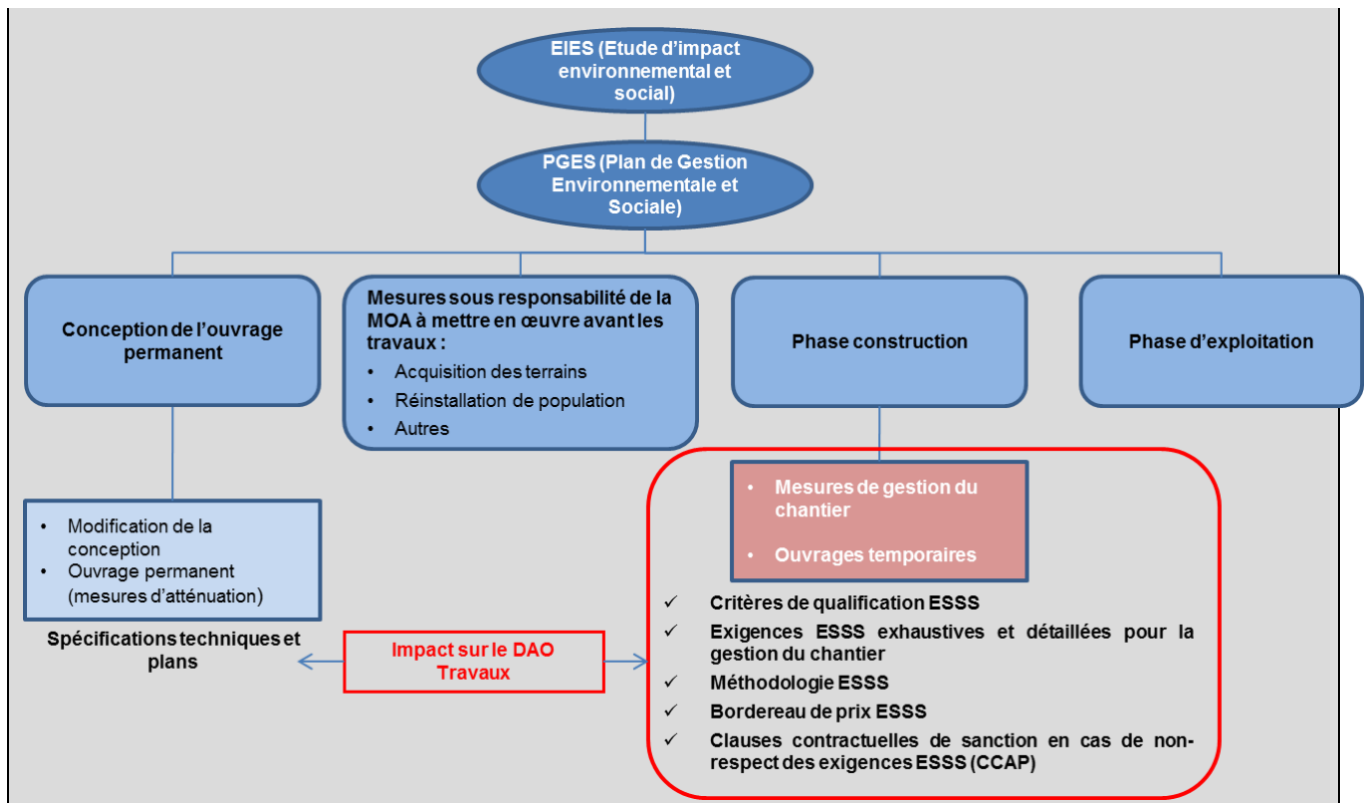 EIES (Etude d'impact
environnemental et
social)
PGES (Plan de Gestion
Environnementale et
Sociale)
Conception de l'ouvrage
permanent
Mesures sous responsabilité de la
MOA à mettre en œuvre avant les
travaux :
• Acquisition des terrains
• Réinstallation de population
• Autres
Phase construction
Phase d'exploitation
• Modification de la
conception
• Ouvrage permanent
(mesures d'atténuation)
Spécifications techniques et
plans
Impact sur le DAO
Travaux
• Mesures de gestion du
chantier
• Ouvrages temporaires
✓ Critères de qualification ESSS
✓ Exigences ESSS exhaustives et détaillées pour la
gestion du chantier
✓ Méthodologie ESSS
✓ Bordereau de prix ESSS
✓ Clauses contractuelles de sanction en cas de non-
respect des exigences ESSS (CCAP)